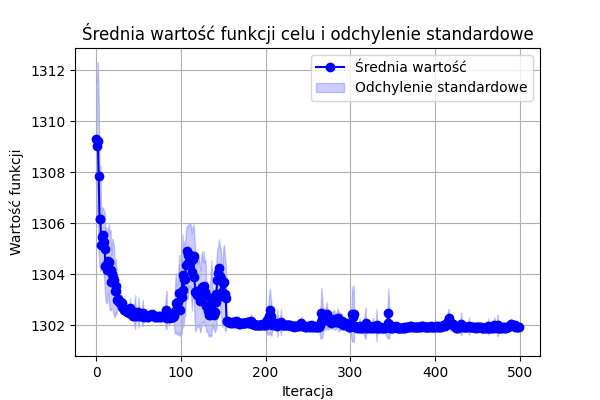 Średnia wartość funkcji celu i odchylenie standardowe
Średnia wartość
Odchylenie standardowe
Wartość funkcji
1312
1310
1308
1306
1304
1302
0 100 200 300 400 500
Iteracja